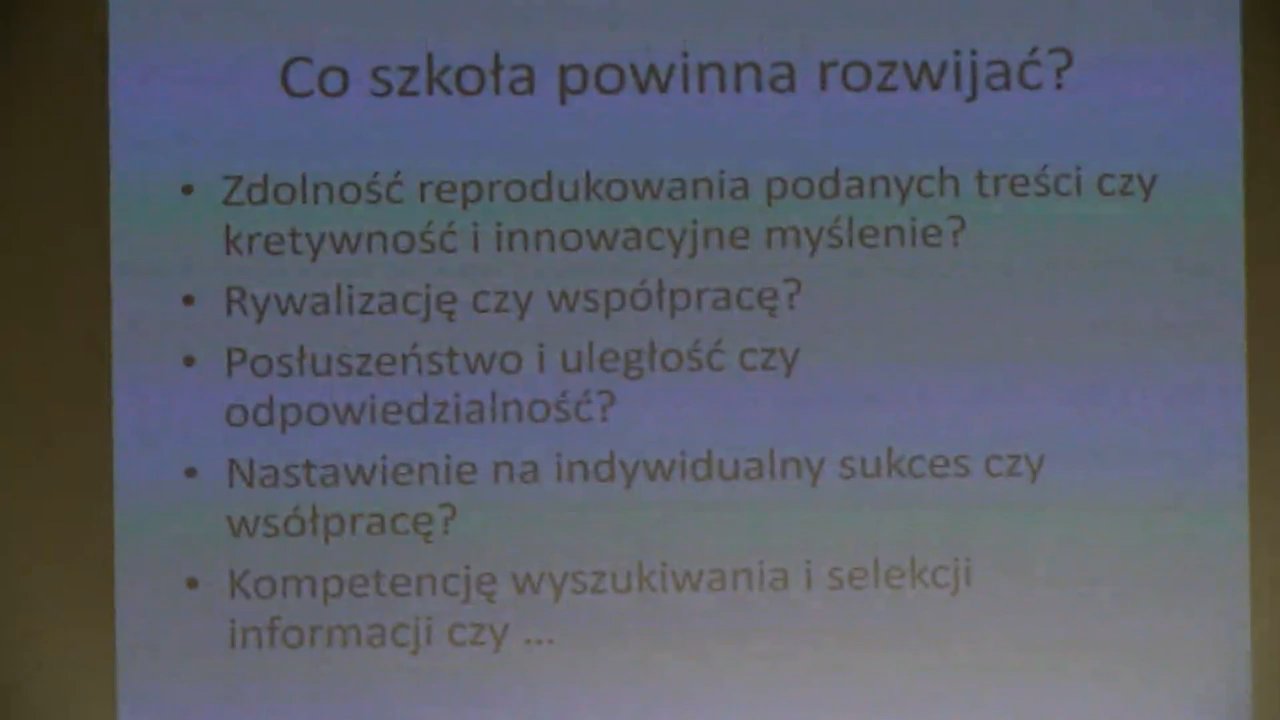 Co szkoła powinna rozwijać?
• Zdolność reprodukowania podanych treści czy
kretywność i innowacyjne myślenie?
• Rywalizację czy współpracę?
• Posłuszeństwo i uległość czy
odpowiedzialność?
• Nastawienie na indywidualny sukces czy
wsółpracę?
• Kompetencję wyszukiwania i selekcji
informacji czy ...